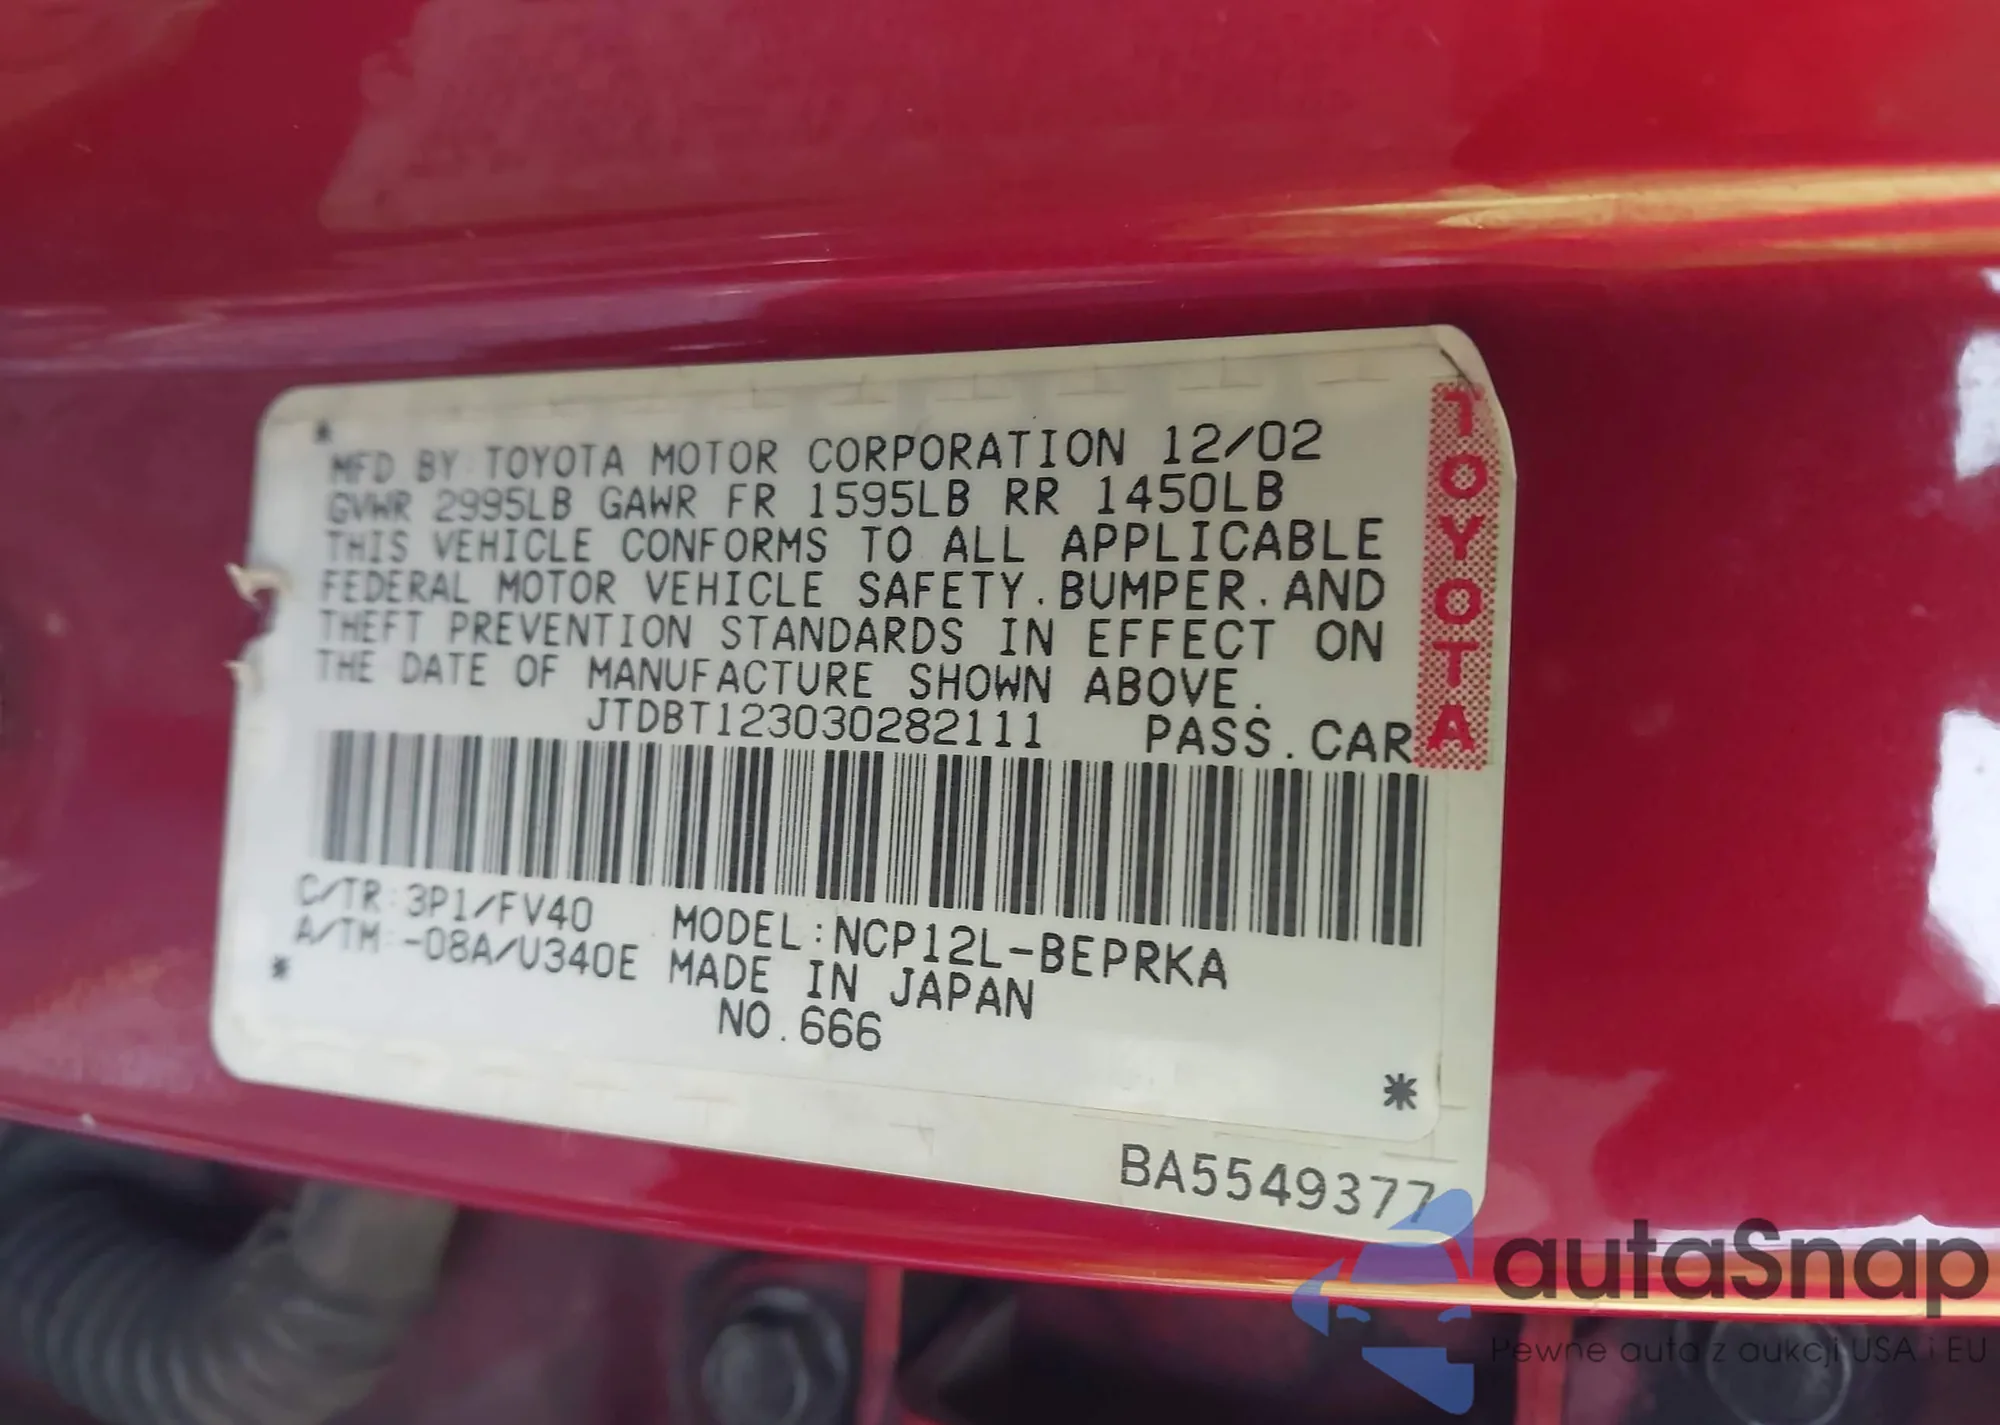 MFD BY TOYOTA MOTOR CORPORATION 12/02
GVWR 2995LB GAWR FR 1595LB RR 1450LB
THIS VEHICLE CONFORMS TO ALL APPLICABLE
FEDERAL MOTOR VEHICLE SAFETY.BUMPER.AND
THEFT PREVENTION STANDARDS IN EFFECT ON
THE DATE OF MANUFACTURE SHOWN ABOVE.
JTDBT123030282111 PASS.CAR
TOYOTA
C/TR:3P1/FV40 MODEL:NCP12L-BEPRKA
A/TM:-08A/U340E MADE IN JAPAN
NO.666
BA5549377
autaSnap
Pewne auta z aukcji USA i EU